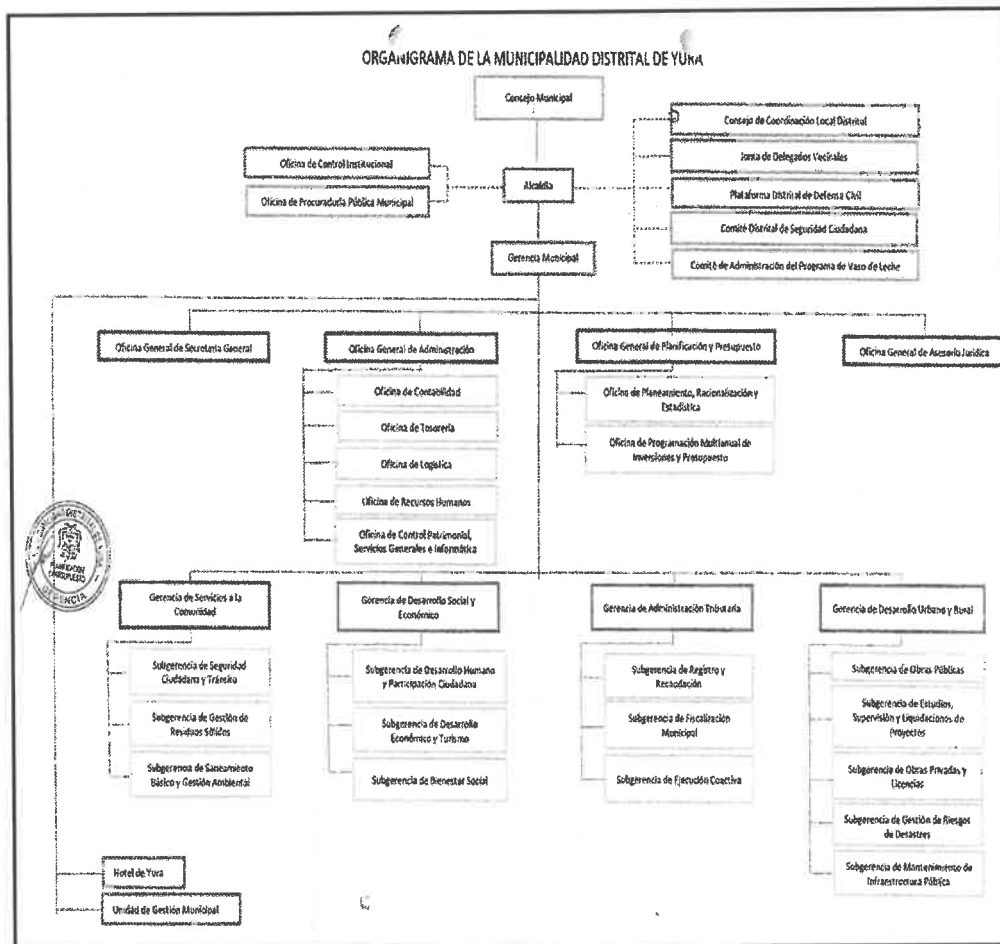 ORGANIGRAMA DE LA MUNICIPALIDAD DISTRITAL DE YURA
Consejo Municipal
Consejo de Coordinación Local Distrital
Junta de Delegados Vecinales
Plataforma Distrital de Defensa Civil
Comité Distrital de Seguridad Ciudadana
Comité de Administración del Programa de Vaso de Leche
Oficina de Control Institucional
Oficina de Procuraduría Pública Municipal
Alcaldía
Gerencia Municipal
Oficina General de Secretaria General
Oficina General de Administración
Oficina de Contabilidad
Oficina de Tesorería
Oficina de Logística
Oficina de Recursos Humanos
Oficina de Control Patrimonial,
Servicios Generales e Informática
Oficina General de Planificación y Presupuesto
Oficina de Planeamiento, Racionalización y
Estadística
Oficina de Programación Multianual de
Inversiones y Presupuesto
Oficina General de Asesoría Jurídica
PLANIFICACIÓN
Y PRESUPUESTO
GERENCIA
Gerencia de Servicios a la
Comunidad
Subgerencia de Seguridad
Ciudadana y Tránsito
Subgerencia de Gestión de
Residuos Sólidos
Subgerencia de Saneamiento
Básico y Gestión Ambiental
Gerencia de Desarrollo Social y
Económico
Subgerencia de Desarrollo Humano
y Participación Ciudadana
Subgerencia de Desarrollo
Económico y Turismo
Subgerencia de Bienestar Social
Gerencia de Administración Tributaria
Subgerencia de Registro y
Recaudación
Subgerencia de Fiscalización
Municipal
Subgerencia de Ejecución Coactiva
Gerencia de Desarrollo Urbano y Rural
Subgerencia de Obras Públicas
Subgerencia de Estudios,
Supervisión y Liquidaciones de
Proyectos
Subgerencia de Obras Privadas y
Licencias
Subgerencia de Gestión de Riesgos
de Desastres
Subgerencia de Mantenimiento de
Infraestructura Pública
Hotel de Yura
Unidad de Gestión Municipal